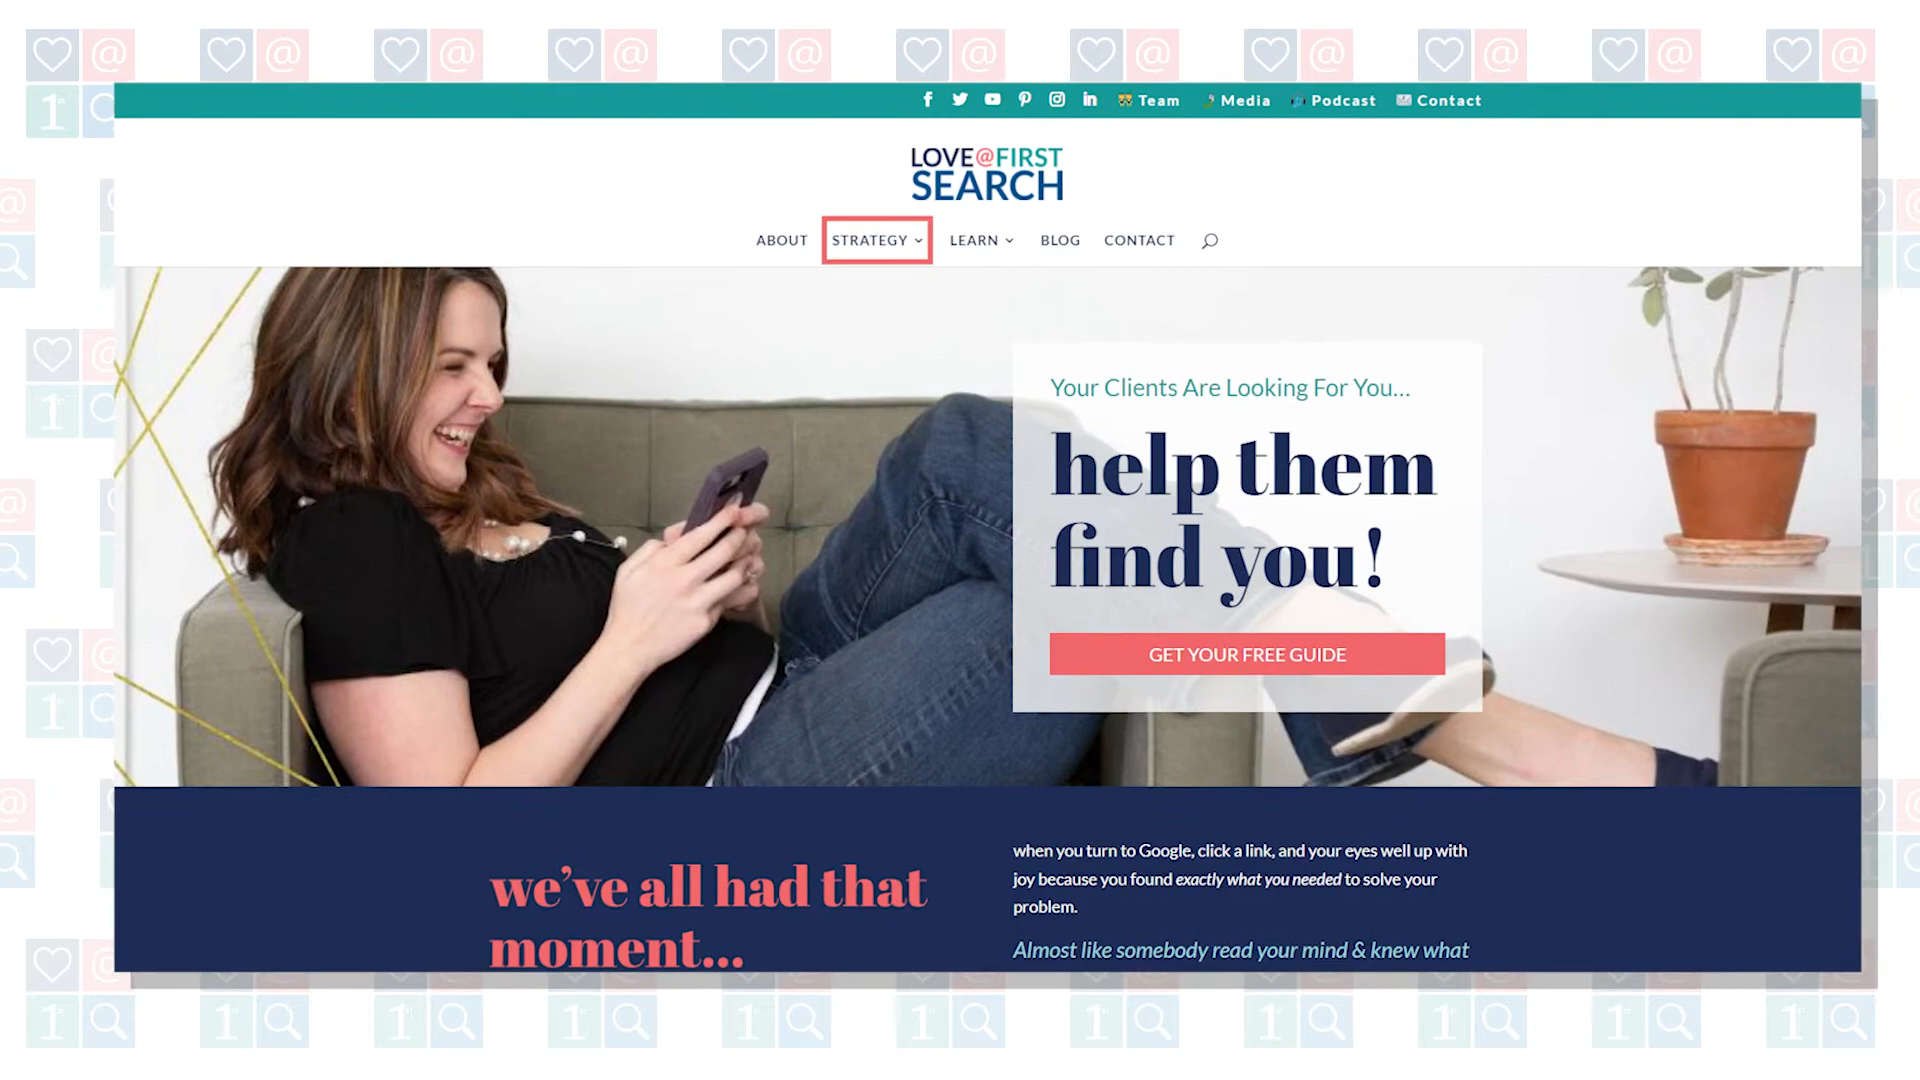 Team Media Podcast Contact
LOVE@FIRST
SEARCH
ABOUT STRATEGY LEARN BLOG CONTACT
Your Clients Are Looking For You...
help them
find you!
GET YOUR FREE GUIDE
we’ve all had that
moment...
when you turn to Google, click a link, and your eyes well up with
joy because you found exactly what you needed to solve your
problem.
Almost like somebody read your mind & knew what